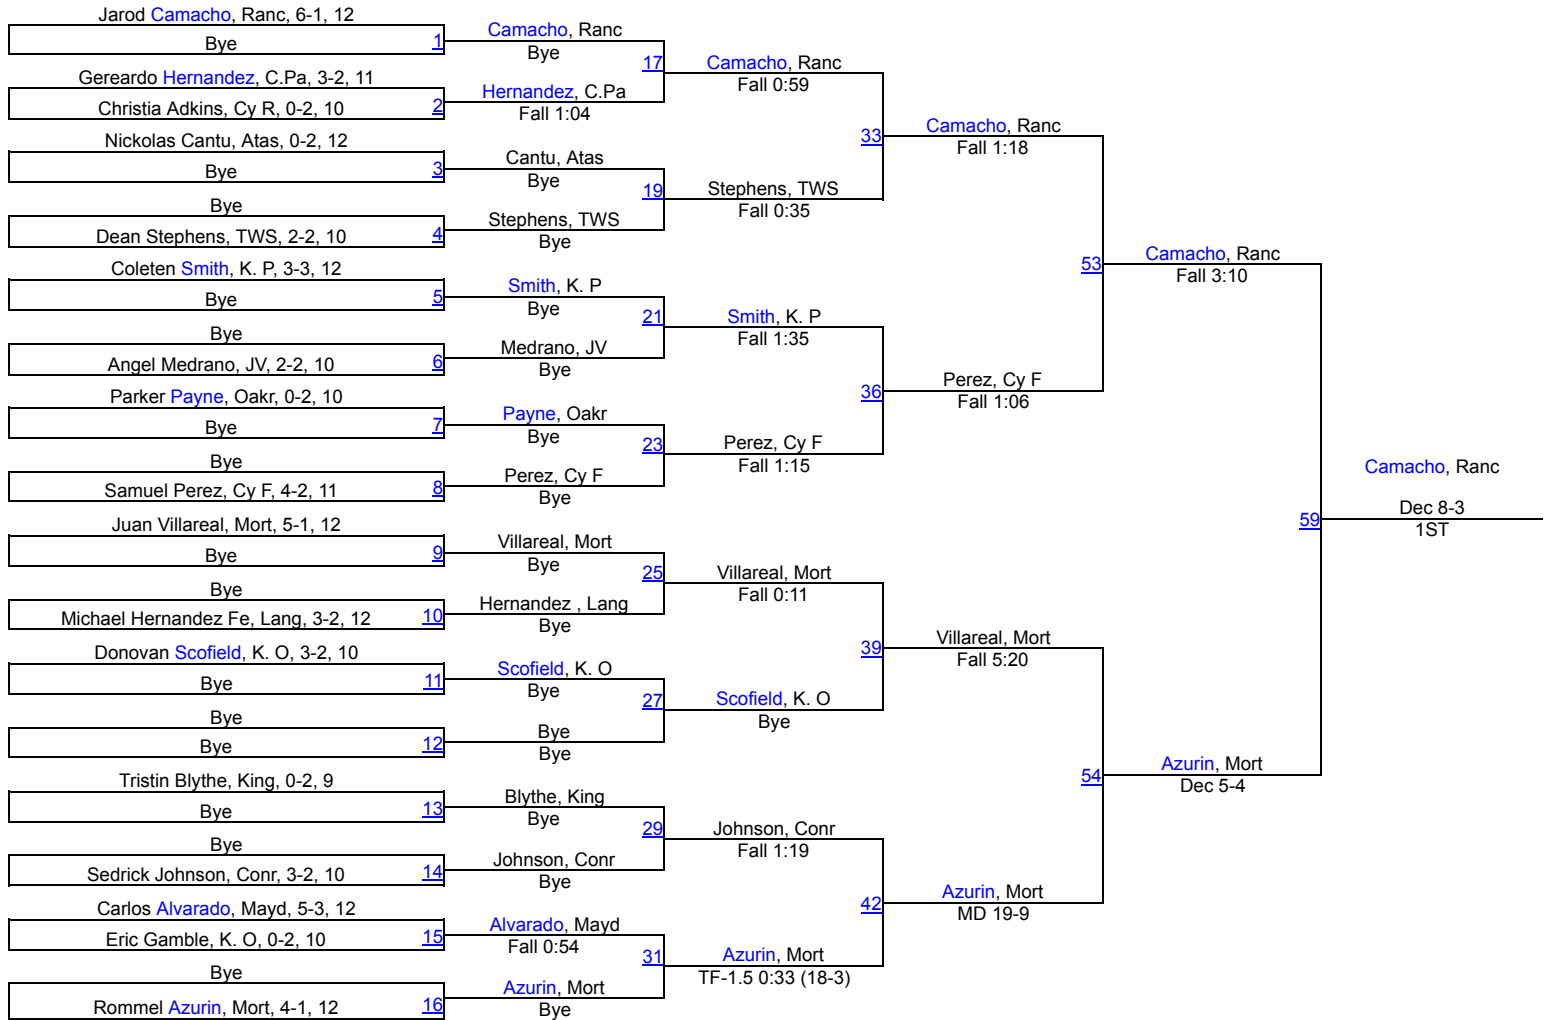 Jarod Camacho, Ranc, 6-1, 12
Bye
1
Gereardo Hernandez, C.Pa, 3-2, 11
Christia Adkins, Cy R, 0-2, 10
2
Nickolas Cantu, Atas, 0-2, 12
Bye
3
Bye
Dean Stephens, TWS, 2-2, 10
4
Coleten Smith, K. P, 3-3, 12
Bye
5
Bye
Angel Medrano, JV, 2-2, 10
6
Parker Payne, Oakr, 0-2, 10
Bye
7
Bye
Samuel Perez, Cy F, 4-2, 11
8
Juan Villareal, Mort, 5-1, 12
Bye
9
Bye
Michael Hernandez Fe, Lang, 3-2, 12
10
Donovan Scofield, K. O, 3-2, 10
Bye
11
Bye
Bye
12
Tristin Blythe, King, 0-2, 9
Bye
13
Bye
Sedrick Johnson, Conr, 3-2, 10
14
Carlos Alvarado, Mayd, 5-3, 12
Eric Gamble, K. O, 0-2, 10
15
Bye
Rommel Azurin, Mort, 4-1, 12
16
Camacho, Ranc
Bye
17
Hernandez, C.Pa
Fall 1:04
Cantu, Atas
Bye
19
Stephens, TWS
Bye
Smith, K. P
Bye
21
Medrano, JV
Bye
Payne, Oakr
Bye
23
Perez, Cy F
Bye
Villareal, Mort
Bye
25
Hernandez , Lang
Bye
Scofield, K. O
Bye
27
Bye
Bye
Blythe, King
Bye
29
Johnson, Conr
Bye
Alvarado, Mayd
Fall 0:54
31
Azurin, Mort
Bye
Camacho, Ranc
Fall 0:59
33
Stephens, TWS
Fall 0:35
Smith, K. P
Fall 1:35
36
Perez, Cy F
Fall 1:15
Villareal, Mort
Fall 0:11
39
Scofield, K. O
Bye
Johnson, Conr
Fall 1:19
42
Azurin, Mort
TF-1.5 0:33 (18-3)
Camacho, Ranc
Fall 1:18
53
Perez, Cy F
Fall 1:06
Villareal, Mort
Fall 5:20
54
Azurin, Mort
MD 19-9
Camacho, Ranc
Fall 3:10
59
Azurin, Mort
Dec 5-4
Camacho, Ranc
Dec 8-3
1ST